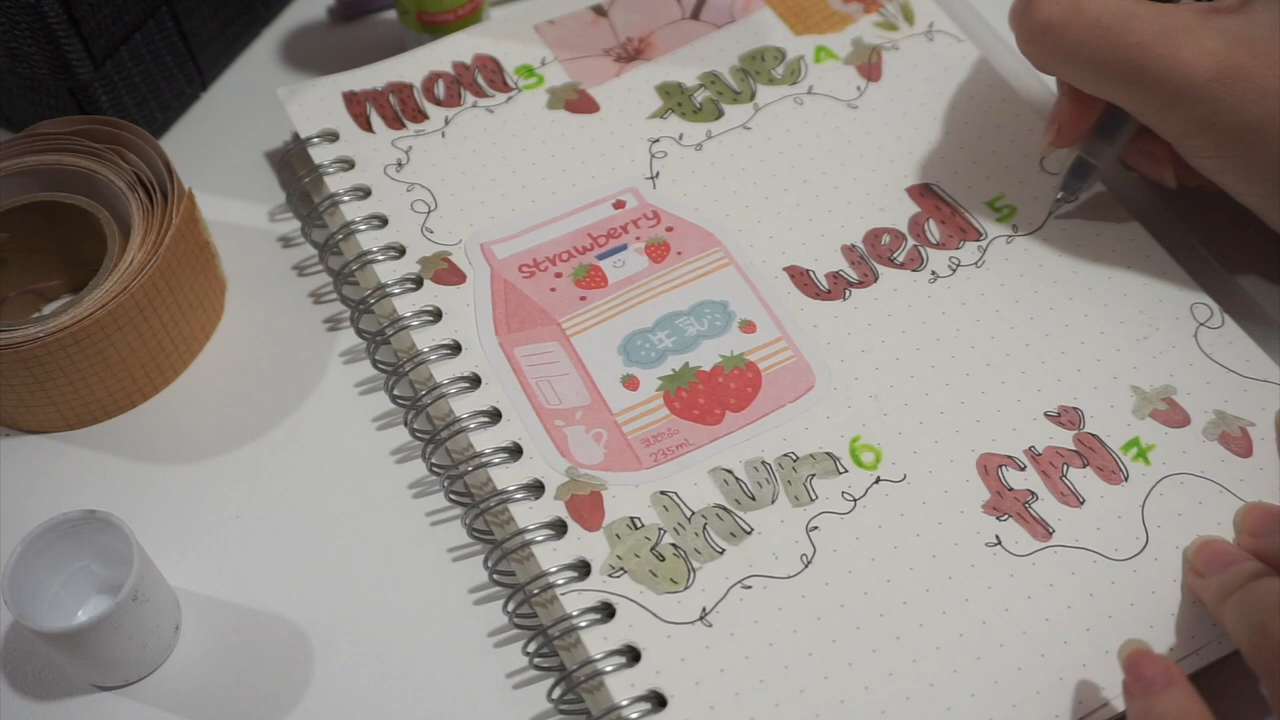 mon 3
tue 4
wed 5
strawberry
牛乳
235mL
thur 6
fri 7